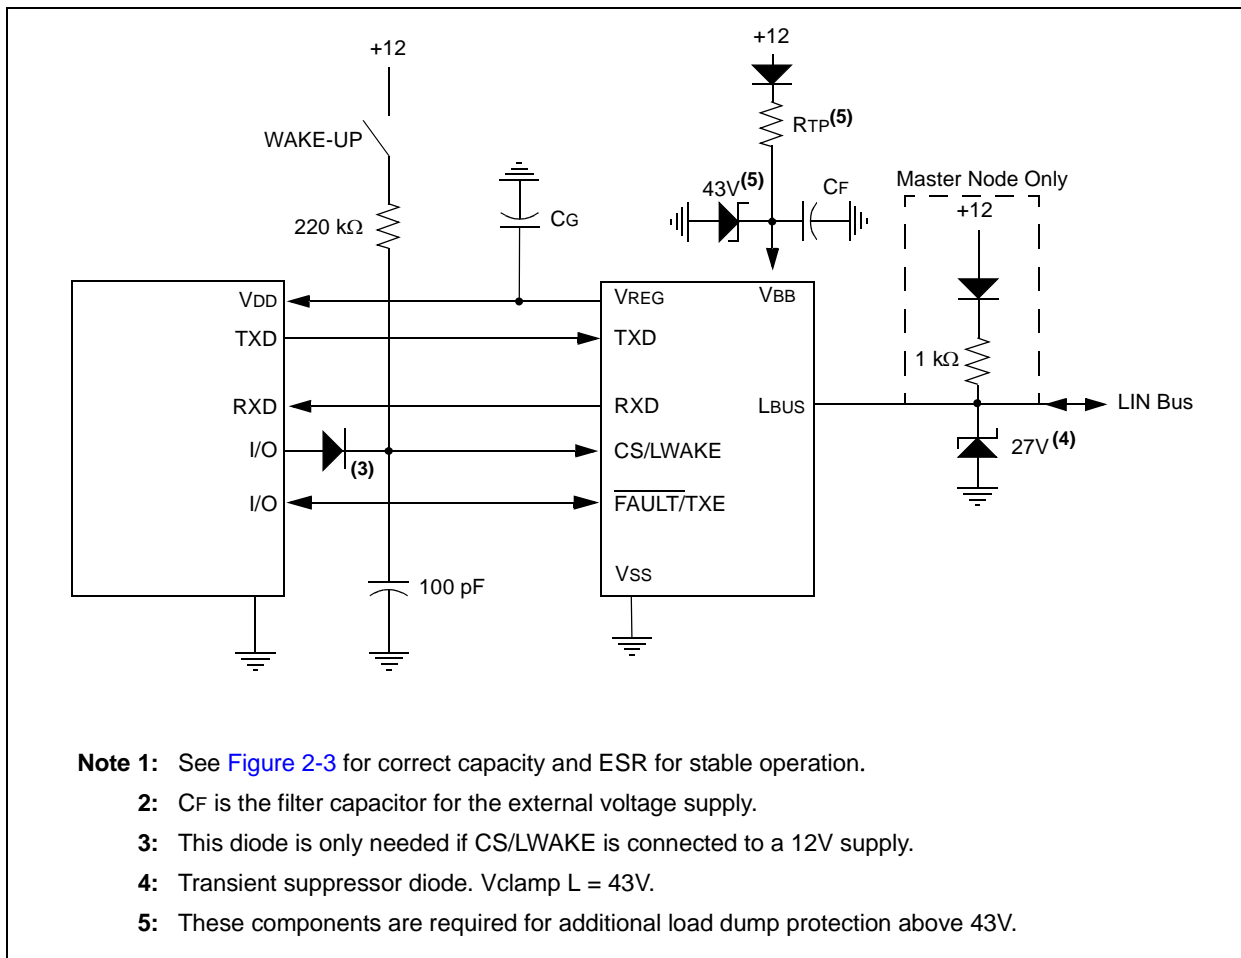 +12
+12
WAKE-UP
RTP(5)
43V(5)
CF
Master Node Only
+12
220 kΩ
CG
VDD
VREG
VBB
TXD
TXD
1 kΩ
RXD
RXD
LBUS
LIN Bus
I/O
(3)
CS/LWAKE
27V(4)
I/O
FAULT/TXE
VSS
100 pF
Note 1: See Figure 2-3 for correct capacity and ESR for stable operation.
2: CF is the filter capacitor for the external voltage supply.
3: This diode is only needed if CS/LWAKE is connected to a 12V supply.
4: Transient suppressor diode. Vclamp L = 43V.
5: These components are required for additional load dump protection above 43V.